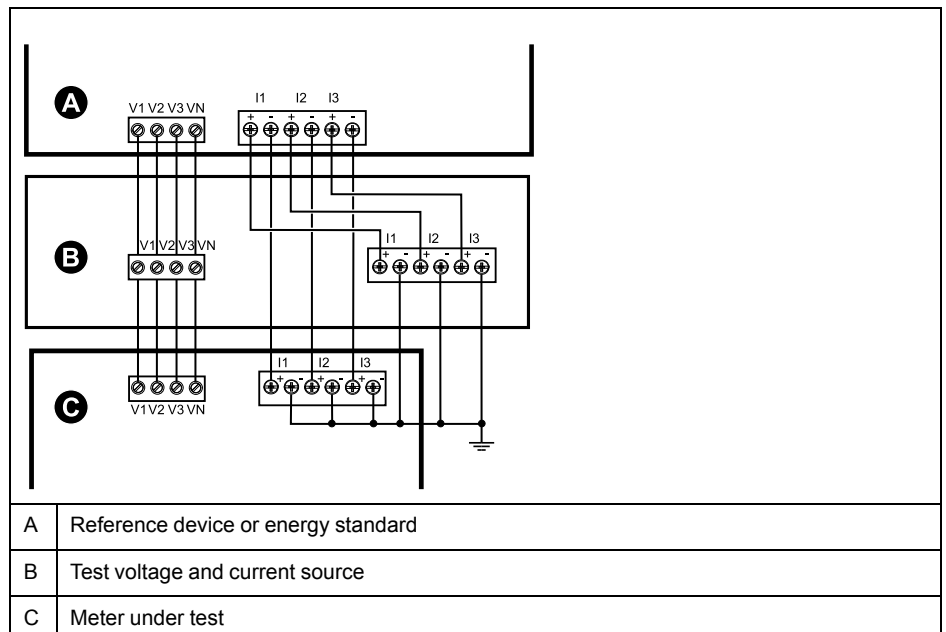 A
V1 V2 V3 VN
I1 I2 I3
+ - + - + -
B
V1 V2 V3 VN
I1 I2 I3
+ - + - + -
C
I1 I2 I3
+ - + - + -
V1 V2 V3 VN
A Reference device or energy standard
B Test voltage and current source
C Meter under test